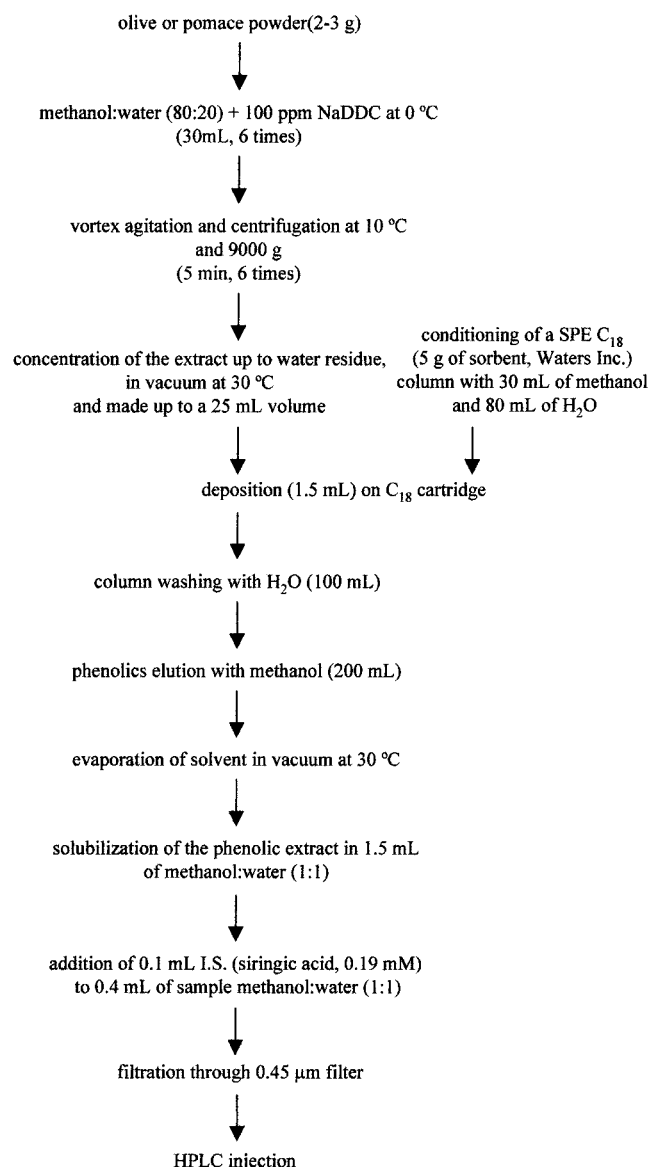 olive or pomace powder(2-3 g)
methanol:water (80:20) + 100 ppm NaDDC at 0 ºC
(30mL, 6 times)
vortex agitation and centrifugation at 10 ºC
and 9000 g
(5 min, 6 times)
concentration of the extract up to water residue,
in vacuum at 30 ºC
and made up to a 25 mL volume
conditioning of a SPE C₁₈
(5 g of sorbent, Waters Inc.)
column with 30 mL of methanol
and 80 mL of H₂O
deposition (1.5 mL) on C₁₈ cartridge
column washing with H₂O (100 mL)
phenolics elution with methanol (200 mL)
evaporation of solvent in vacuum at 30 ºC
solubilization of the phenolic extract in 1.5 mL
of methanol:water (1:1)
addition of 0.1 mL I.S. (siringic acid, 0.19 mM)
to 0.4 mL of sample methanol:water (1:1)
filtration through 0.45 µm filter
HPLC injection